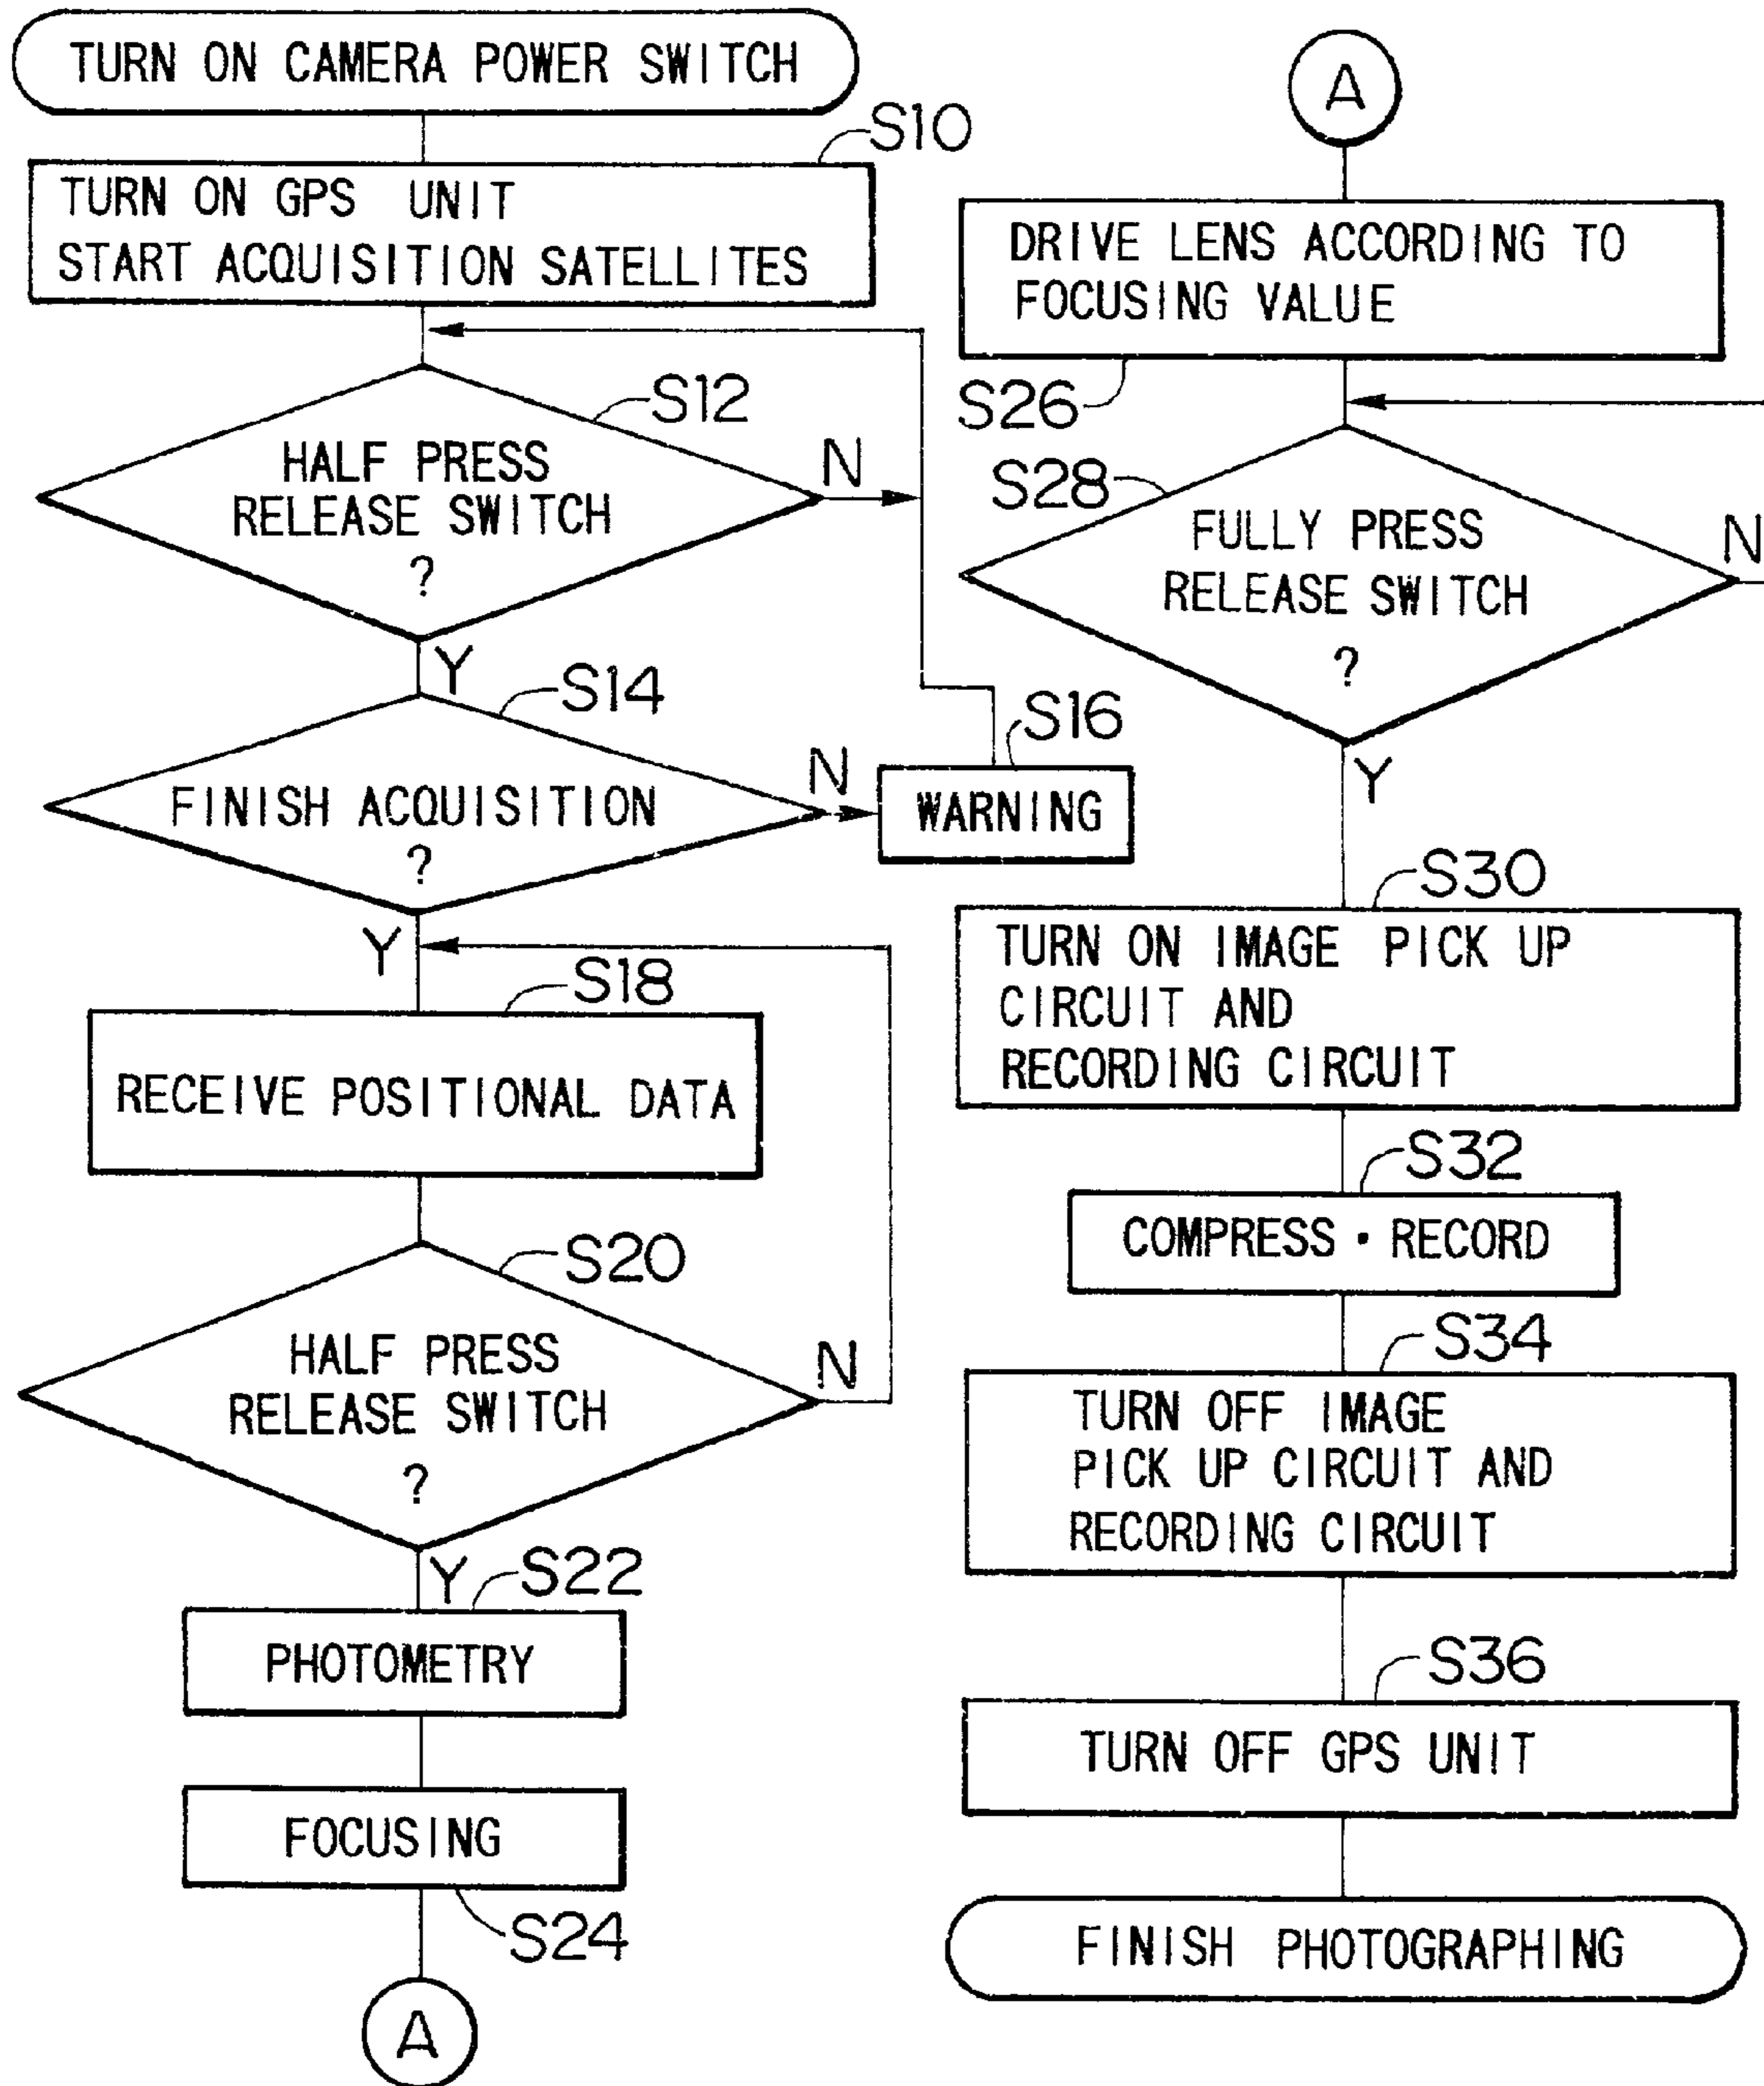 TURN ON CAMERA POWER SWITCH
S10
TURN ON GPS UNIT
START ACQUISITION SATELLITES
S12
HALF PRESS
RELEASE SWITCH
?
N
Y
S14
FINISH ACQUISITION
?
N
S16
WARNING
Y
S18
RECEIVE POSITIONAL DATA
S20
HALF PRESS
RELEASE SWITCH
?
N
Y
S22
PHOTOMETRY
FOCUSING
S24
A
A
DRIVE LENS ACCORDING TO
FOCUSING VALUE
S26
S28
FULLY PRESS
RELEASE SWITCH
?
N
Y
S30
TURN ON IMAGE PICK UP
CIRCUIT AND
RECORDING CIRCUIT
S32
COMPRESS・RECORD
S34
TURN OFF IMAGE
PICK UP CIRCUIT AND
RECORDING CIRCUIT
S36
TURN OFF GPS UNIT
FINISH PHOTOGRAPHING